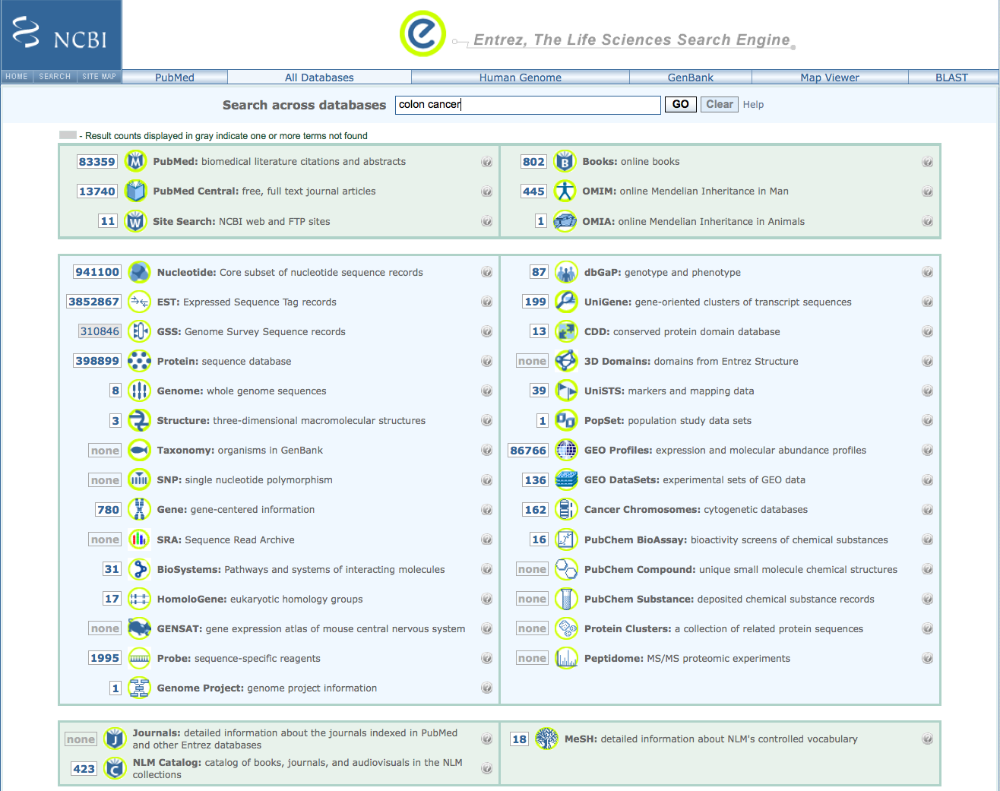 NCBI
Entrez, The Life Sciences Search Engine
HOME SEARCH SITE MAP PubMed All Databases Human Genome GenBank Map Viewer BLAST
Search across databases colon cancer GO Clear Help
- Result counts displayed in gray indicate one or more terms not found
83359 M PubMed: biomedical literature citations and abstracts ?
13740 PubMed Central: free, full text journal articles ?
11 W Site Search: NCBI web and FTP sites ?
802 B Books: online books ?
445 OMIM: online Mendelian Inheritance in Man ?
1 OMIA: online Mendelian Inheritance in Animals ?
941100 Nucleotide: Core subset of nucleotide sequence records ?
3852867 EST: Expressed Sequence Tag records ?
310846 GSS: Genome Survey Sequence records ?
398899 Protein: sequence database ?
8 Genome: whole genome sequences ?
3 Structure: three-dimensional macromolecular structures ?
none Taxonomy: organisms in GenBank ?
none SNP: single nucleotide polymorphism ?
780 Gene: gene-centered information ?
none SRA: Sequence Read Archive ?
31 BioSystems: Pathways and systems of interacting molecules ?
17 HomoloGene: eukaryotic homology groups ?
none GENSAT: gene expression atlas of mouse central nervous system ?
1995 Probe: sequence-specific reagents ?
1 Genome Project: genome project information ?
87 dbGaP: genotype and phenotype ?
199 UniGene: gene-oriented clusters of transcript sequences ?
13 CDD: conserved protein domain database ?
none 3D Domains: domains from Entrez Structure ?
39 UniSTS: markers and mapping data ?
1 PopSet: population study data sets ?
86766 GEO Profiles: expression and molecular abundance profiles ?
136 GEO DataSets: experimental sets of GEO data ?
162 Cancer Chromosomes: cytogenetic databases ?
16 PubChem BioAssay: bioactivity screens of chemical substances ?
none PubChem Compound: unique small molecule chemical structures ?
none PubChem Substance: deposited chemical substance records ?
none Protein Clusters: a collection of related protein sequences ?
none Peptidome: MS/MS proteomic experiments ?
none J Journals: detailed information about the journals indexed in PubMed ?
and other Entrez databases
423 C NLM Catalog: catalog of books, journals, and audiovisuals in the NLM ?
collections
18 MeSH: detailed information about NLM's controlled vocabulary ?